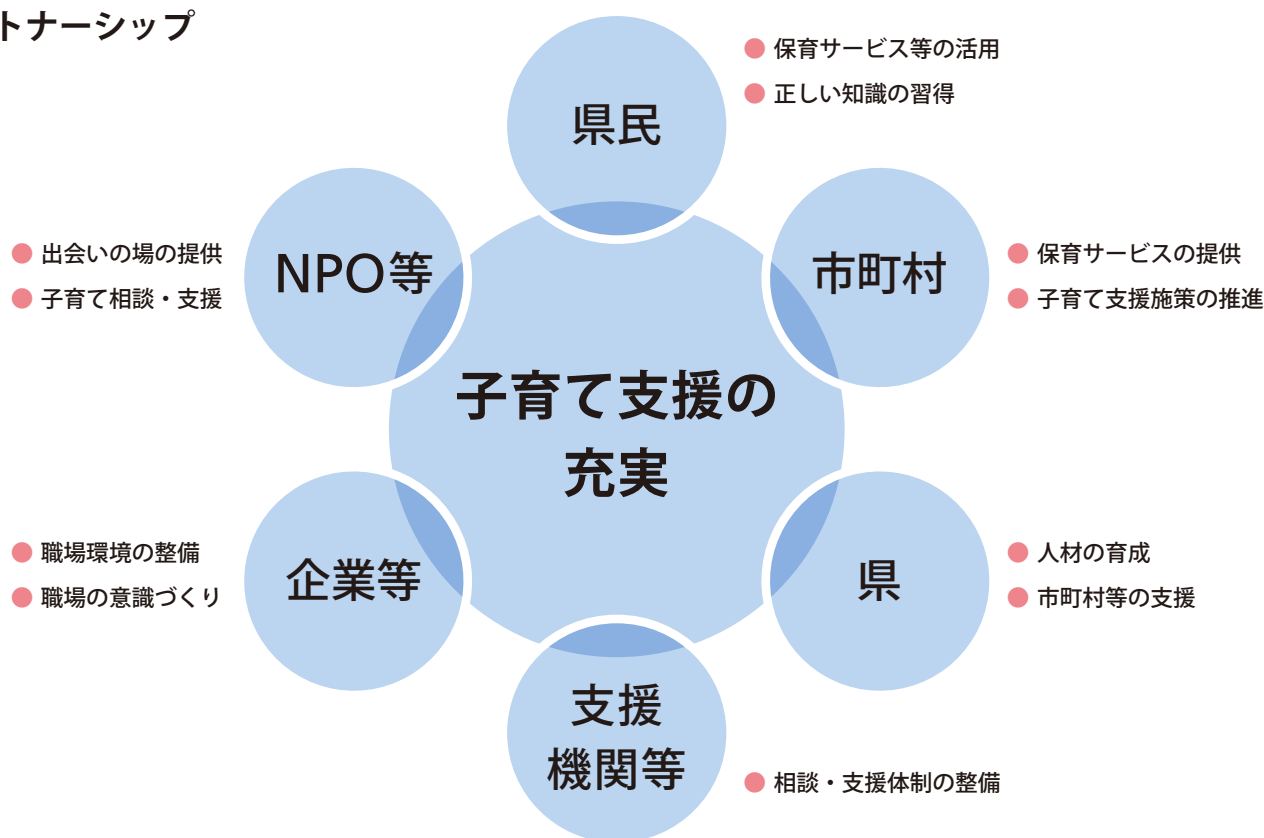 トナーシップ
県民
保育サービス等の活用
正しい知識の習得
市町村
保育サービスの提供
子育て支援施策の推進
県
人材の育成
市町村等の支援
支援
機関等
相談・支援体制の整備
企業等
職場環境の整備
職場の意識づくり
NPO等
出会いの場の提供
子育て相談・支援
子育て支援の
充実